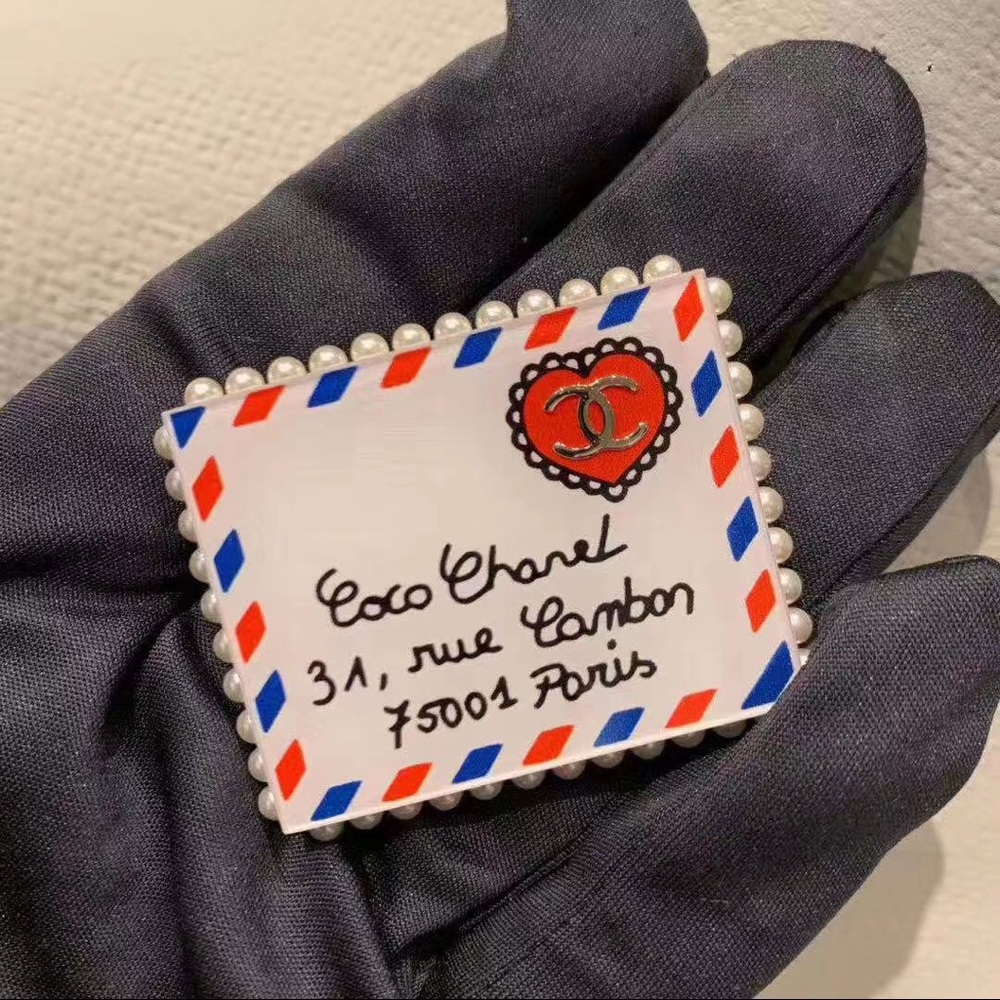 Coco Chanel
31, rue Cambon
75001 Paris